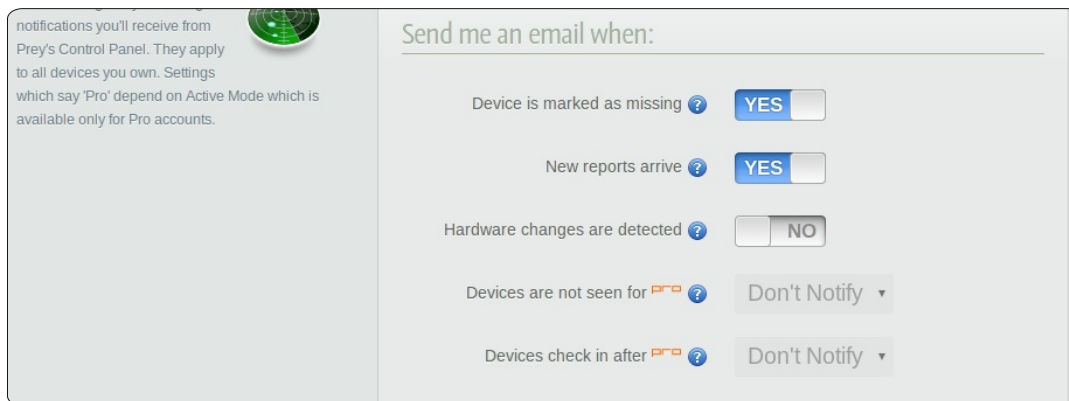 notifications you'll receive from
Prey's Control Panel. They apply
to all devices you own. Settings
which say 'Pro' depend on Active Mode which is
available only for Pro accounts.
Send me an email when:
Device is marked as missing ? YES
New reports arrive ? YES
Hardware changes are detected ? NO
Devices are not seen for pro ? Don't Notify
Devices check in after pro ? Don't Notify